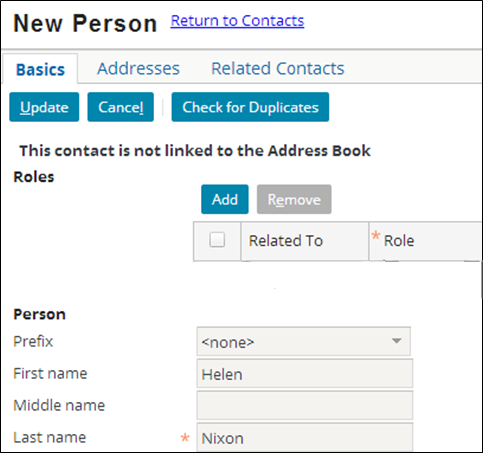 New Person Return to Contacts
Basics Addresses Related Contacts
Update Cancel Check for Duplicates
This contact is not linked to the Address Book
Roles
Add Remove
Related To * Role
Person
Prefix <none>
First name Helen
Middle name
Last name * Nixon